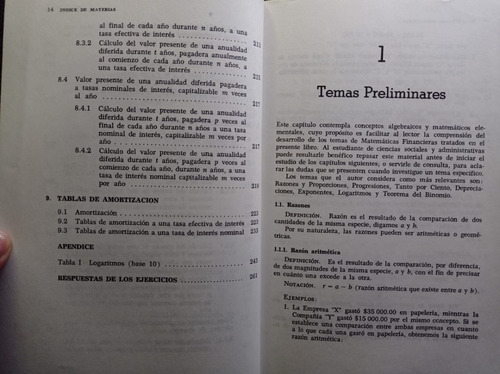 14 INDICE DE MATERIAS
al final de cada año durante n años, a una
tasa efectiva de interés
8.3.2 Cálculo del valor presente de una anualidad
diferida durante t años, pagadera anualmente
al comienzo de cada año durante n años, a
una tasa efectiva de interés
8.4 Valor presente de una anualidad diferida pagadera
a tasas nominales de interés, capitalizable m veces
al año 217
8.4.1 Cálculo del valor presente de una anualidad
diferida durante t años, pagadera p veces al
final de cada año durante n años, a una tasa
nominal de interés, capitalizable m veces por
año 217
8.4.2 Cálculo del valor presente de una anualidad
diferida durante t años, pagadera p veces al
comienzo de cada año, durante n años, a una
tasa nominal de interés capitalizable m veces
por año
9. TABLAS DE AMORTIZACION
9.1 Amortización 223
9.2 Tablas de amortización a una tasa efectiva de interés 223
9.3 Tablas de amortización a una tasa de interés nominal 233
APENDICE
Tabla 1 Logaritmos (base 10) 243
RESPUESTAS DE LOS EJERCICIOS 261
1
Temas Preliminares
Este capítulo contempla conceptos algebraicos y matemáticos ele-
mentales, cuyo propósito es facilitar al lector la compensión del
desarrollo de los temas de Matemáticas Financieras tratados en el
presente libro. Al estudiante de ciencias sociales y administrativas
puede resultarle benéfico repasar este material antes de iniciar el
estudio de los capítulos siguientes; o servirle de consulta, para acla-
rar las dudas que se presenten cuando investigue un tema específico.
Los temas que el autor considera como más relevantes son:
Razones y Proporciones, Progresiones, Tanto por Ciento, Deprecia-
ciones, Exponentes, Logaritmos y Teorema del Binomio.
1.1. Razones
DEFINICIÓN. Razón es el resultado de la comparación de dos
cantidades de la misma especie, digamos a y b.
Por su naturaleza, las razones pueden ser aritméticas o geomé-
tricas.
1.1.1. Razón aritmética
DEFINICIÓN. Es el resultado de la comparación, por diferencia,
de dos magnitudes de la misma especie, a y b, con el fin de precisar
en cuánto una excede a la otra.
NOTACIÓN. r = a − b (razón aritmética que existe entre a y b).
EJEMPLOS:
1. La Empresa "X" gastó $35 000.00 en papelería, mientras la
Compañía "Y" gastó $15 000.00 por el mismo concepto. Si se
establece una comparación entre ambas empresas en cuanto
a lo que cada una gastó en papelería, obtenemos la siguiente
razón aritmética: